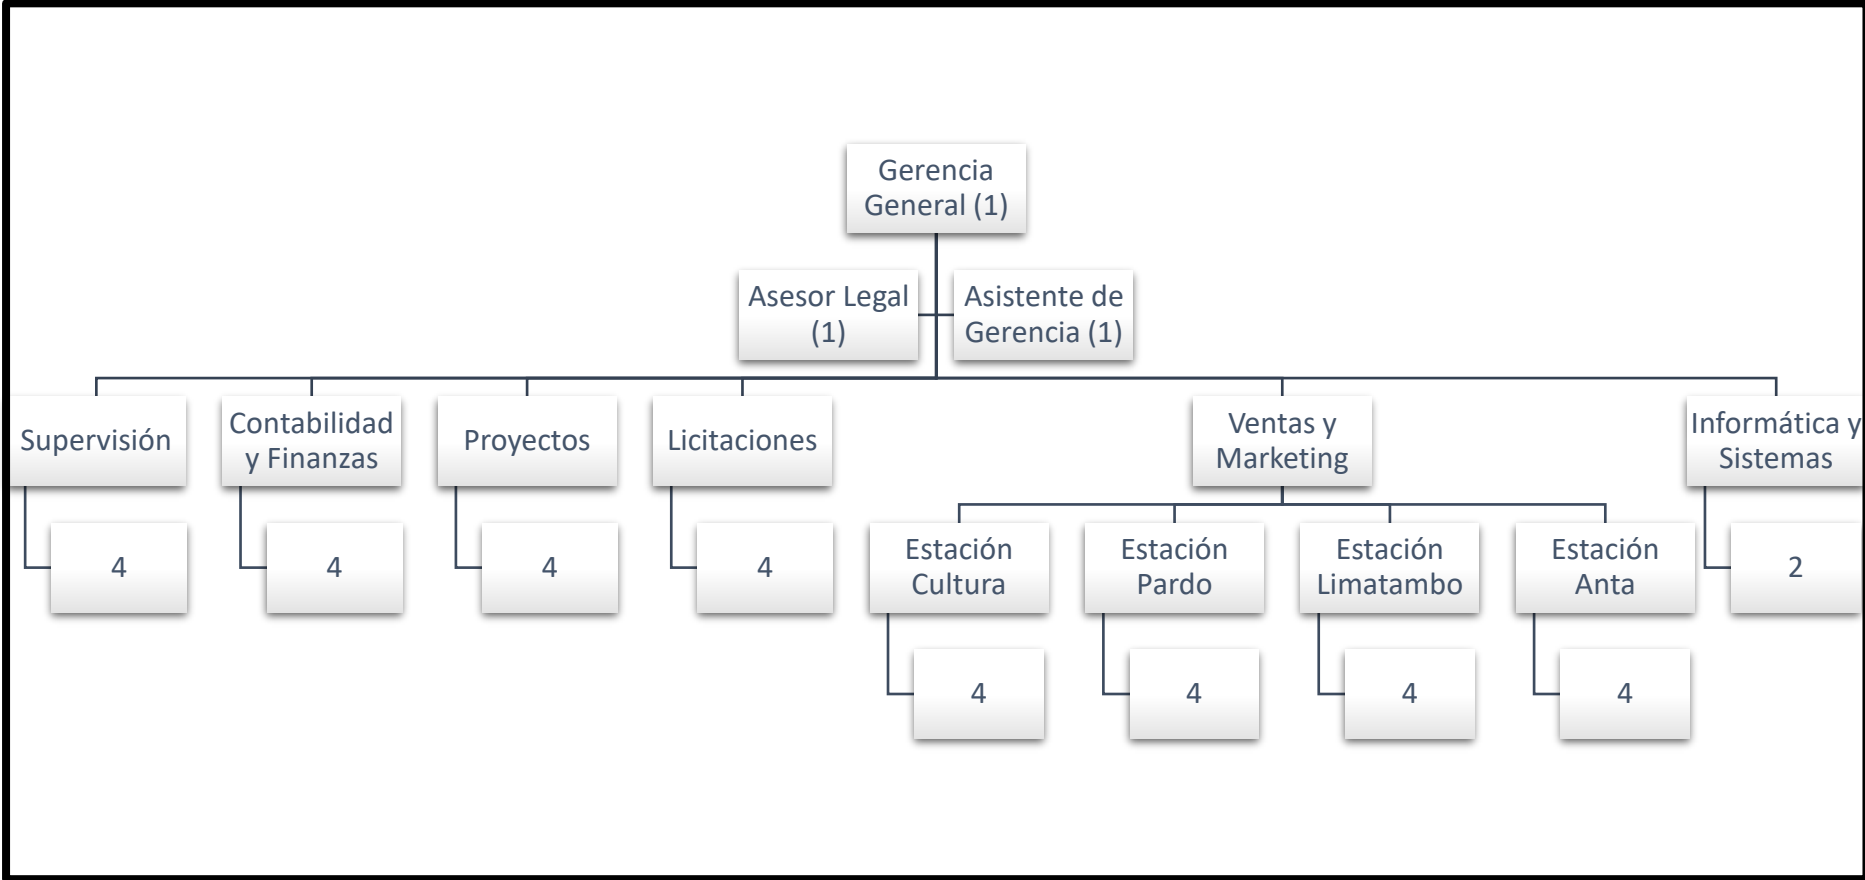 Gerencia
General (1)
Asesor Legal
(1)
Asistente de
Gerencia (1)
Supervisión
Contabilidad
y Finanzas
Proyectos
Licitaciones
Ventas y
Marketing
Informática y
Sistemas
4
4
4
4
Estación
Cultura
Estación
Pardo
Estación
Limatambo
Estación
Anta
2
4
4
4
4